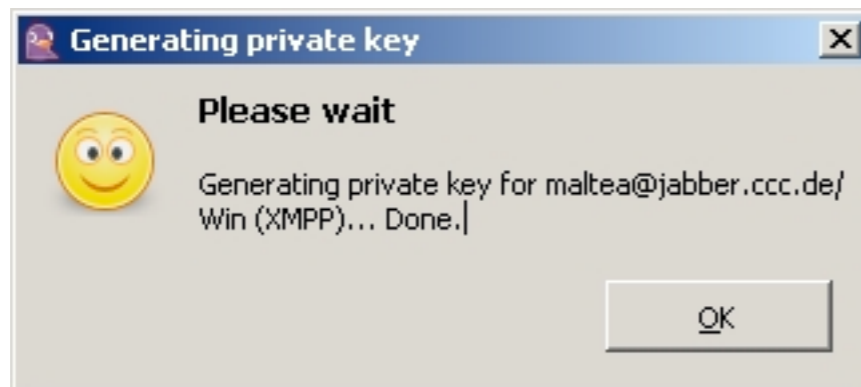 Generating private key
Please wait
Generating private key for maltea@jabber.ccc.de/
Win (XMPP)... Done.
OK